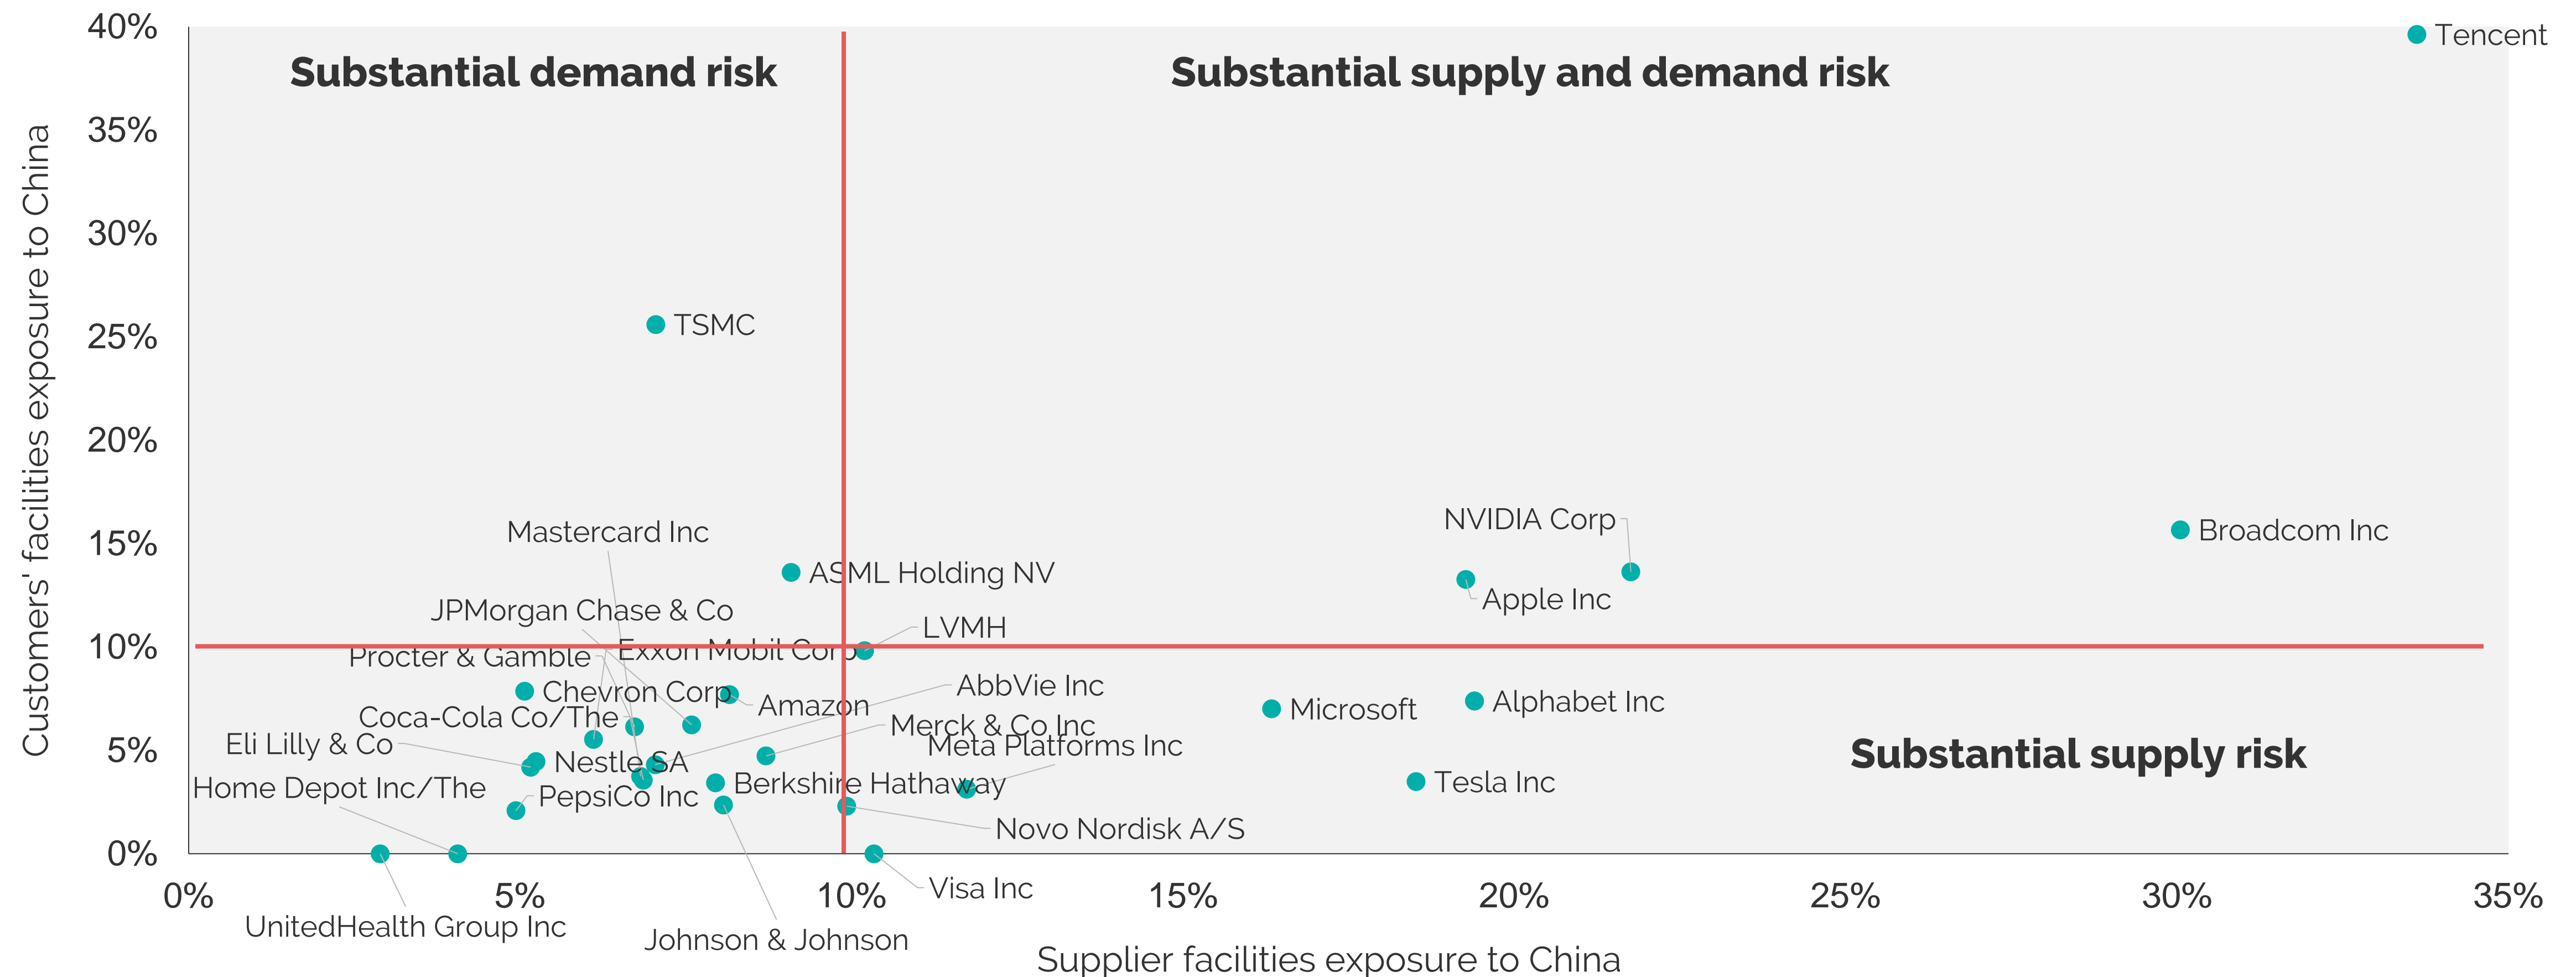 40%
Tencent
Substantial demand risk
Substantial supply and demand risk
35%
30%
TSMC
25%
20%
NVIDIA Corp
Mastercard Inc
Broadcom Inc
15%
ASML Holding NV
Apple Inc
JPMorgan Chase & Co
LVMH
10%
Exxon Mobil Corp
Procter & Gamble
AbbVie Inc
Chevron Corp
Alphabet Inc
Amazon
Microsoft
Coca-Cola Co/The
Merck & Co Inc
Eli Lilly & Co
Meta Platforms Inc
5%
Substantial supply risk
Nestle SA
Tesla Inc
Berkshire Hathaway
Home Depot Inc/The
PepsiCo Inc
Novo Nordisk A/S
0%
Visa Inc
0%
5%
10%
15%
20%
25%
30%
35%
UnitedHealth Group Inc
Johnson & Johnson
Supplier facilities exposure to China
Customers' facilities exposure to China